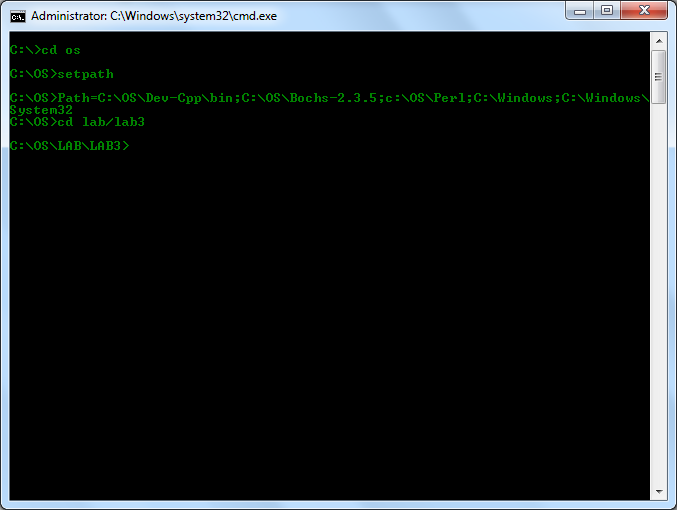 Administrator: C:\Windows\system32\cmd.exe
C:\>cd os
C:\OS>setpath
C:\OS>Path=C:\OS\Dev-Cpp\bin;C:\OS\Bochs-2.3.5;c:\OS\Perl;C:\Windows;C:\Windows\
System32
C:\OS>cd lab/lab3
C:\OS\LAB\LAB3>